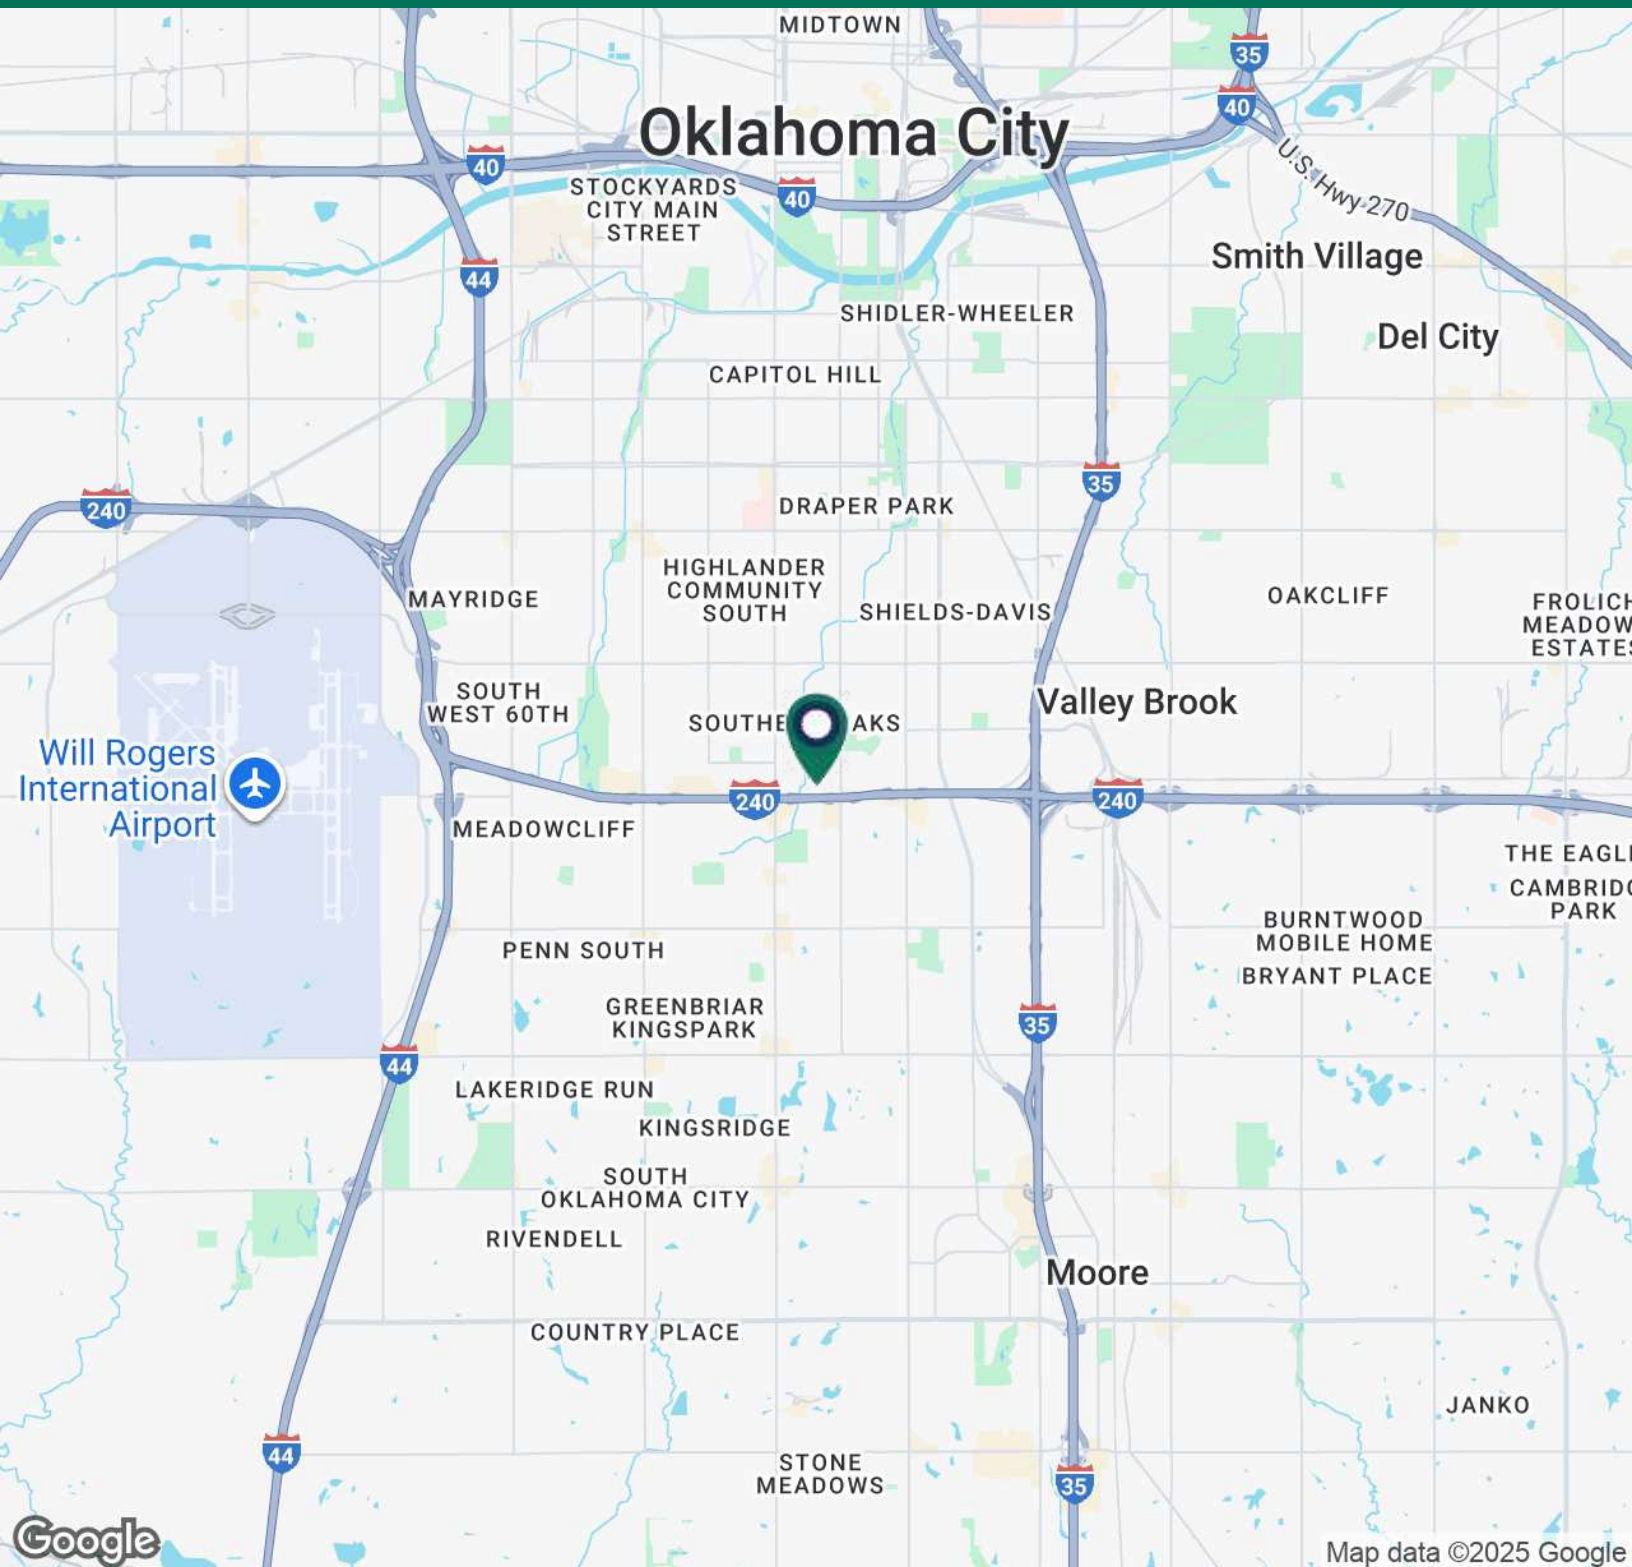 MIDTOWN
35
40
Oklahoma City
U.S. Hwy 270
40
40
STOCKYARDS
CITY MAIN
STREET
Smith Village
44
SHIDLER-WHEELER
Del City
CAPITOL HILL
35
240
DRAPER PARK
HIGHLANDER
COMMUNITY
SOUTH
MAYRIDGE
SHIELDS-DAVIS
OAKCLIFF
FROLICH
MEADOW
ESTATES
SOUTH
WEST 60TH
Valley Brook
SOUTHE AKS
Will Rogers
International
Airport
240
240
MEADOWCLIFF
THE EAGL
CAMBRIDG
PARK
BURNTWOOD
MOBILE HOME
BRYANT PLACE
PENN SOUTH
GREENBRIAR
KINGSPARK
35
44
LAKERIDGE RUN
KINGSRIDGE
SOUTH
OKLAHOMA CITY
RIVENDELL
Moore
COUNTRY PLACE
JANKO
44
STONE
MEADOWS
35
Google
Map data ©2025 Google